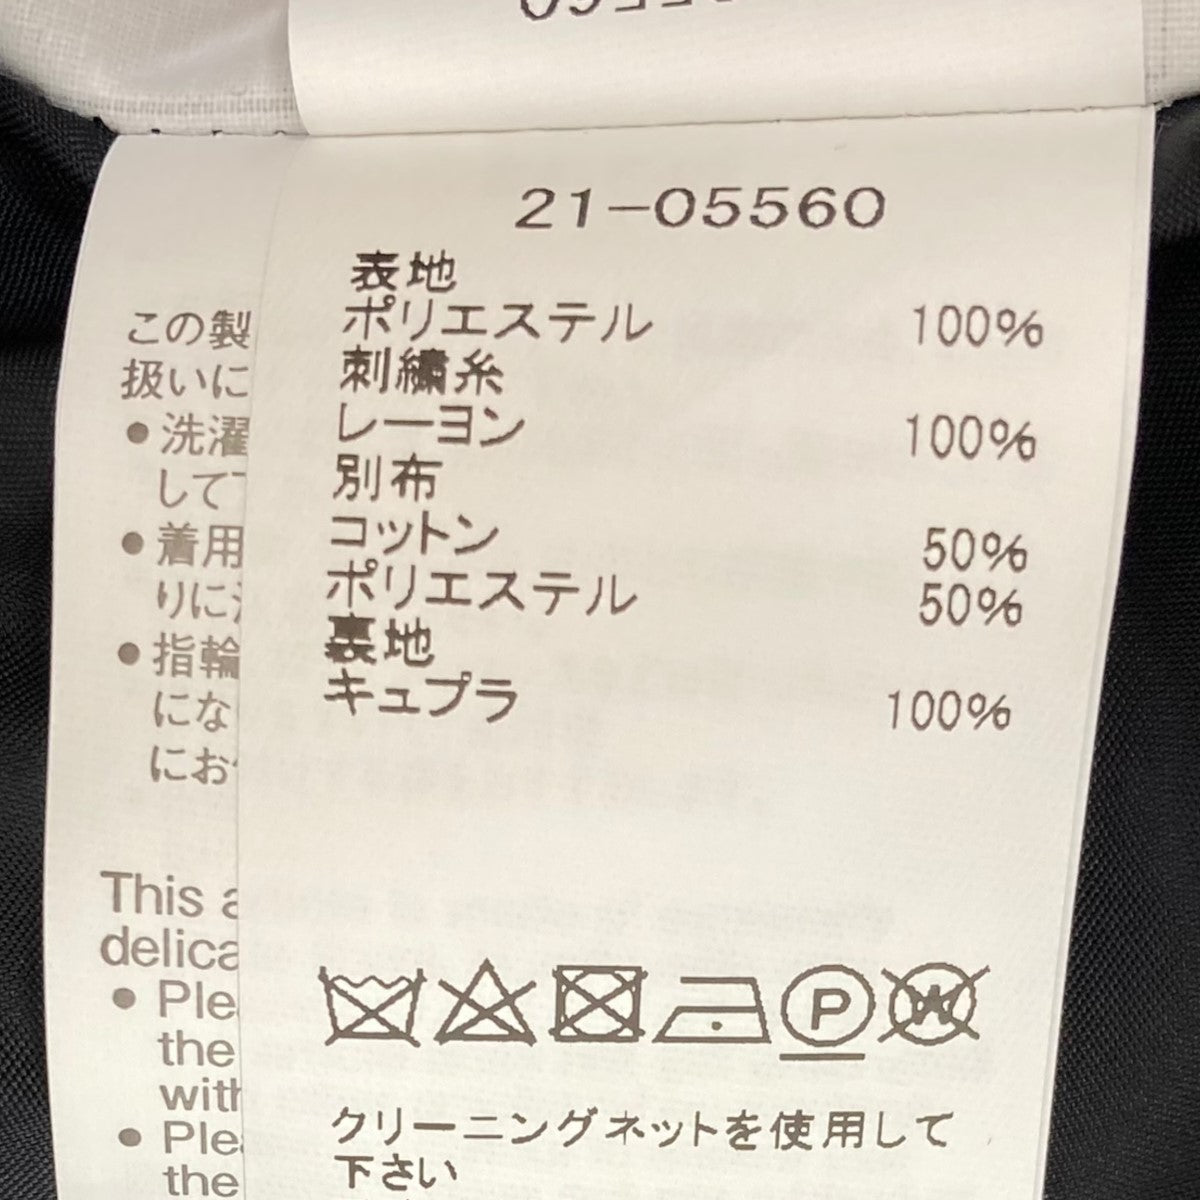 21-05560
表地
ポリエステル 100%
刺繍糸
レーヨン 100%
別布
コットン 50%
ポリエステル 50%
裏地
キュプラ 100%
P
W
クリーニングネットを使用して
下さい
この製
扱いに
●洗濯
して
●着用
りに
●指輪
にな
にお
This a
delica
● Ple
the
with
● Plea
the